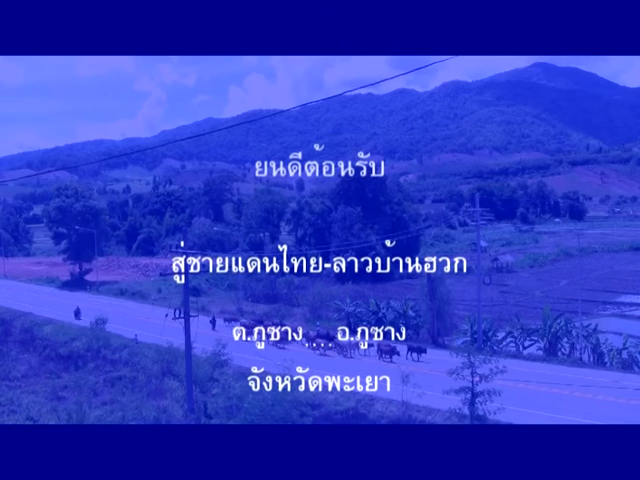 ยนดีต้อนรับ
สู่ชายแดนไทย-ลาวบ้านฮวก
ต.ภูซาง....อ.ภูซาง
จังหวัดพะเยา